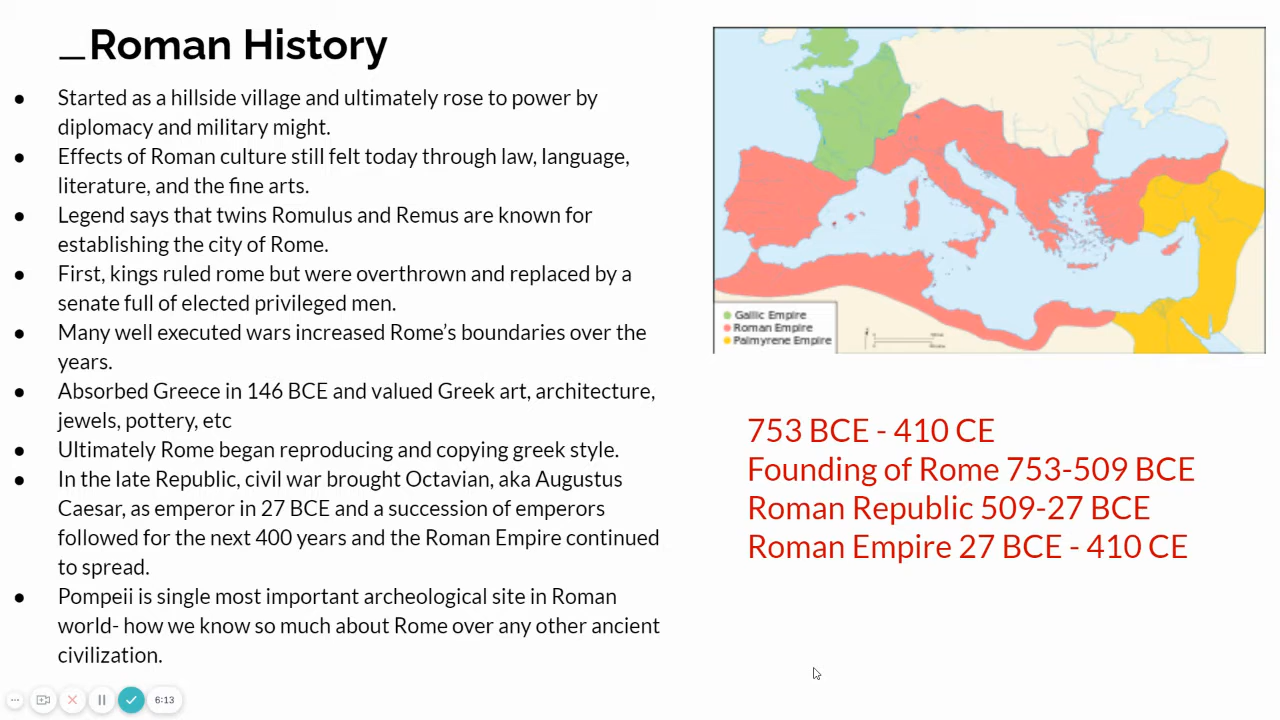 _Roman History
● Started as a hillside village and ultimately rose to power by
diplomacy and military might.
● Effects of Roman culture still felt today through law, language,
literature, and the fine arts.
● Legend says that twins Romulus and Remus are known for
establishing the city of Rome.
● First, kings ruled rome but were overthrown and replaced by a
senate full of elected privileged men.
● Many well executed wars increased Rome's boundaries over the
years.
● Absorbed Greece in 146 BCE and valued Greek art, architecture,
jewels, pottery, etc
● Ultimately Rome began reproducing and copying greek style.
● In the late Republic, civil war brought Octavian, aka Augustus
Caesar, as emperor in 27 BCE and a succession of emperors
followed for the next 400 years and the Roman Empire continued
to spread.
● Pompeii is single most important archeological site in Roman
world- how we know so much about Rome over any other ancient
civilization.
Gallic Empire
Roman Empire
Palmyrene Empire
753 BCE - 410 CE
Founding of Rome 753-509 BCE
Roman Republic 509-27 BCE
Roman Empire 27 BCE - 410 CE
6:13